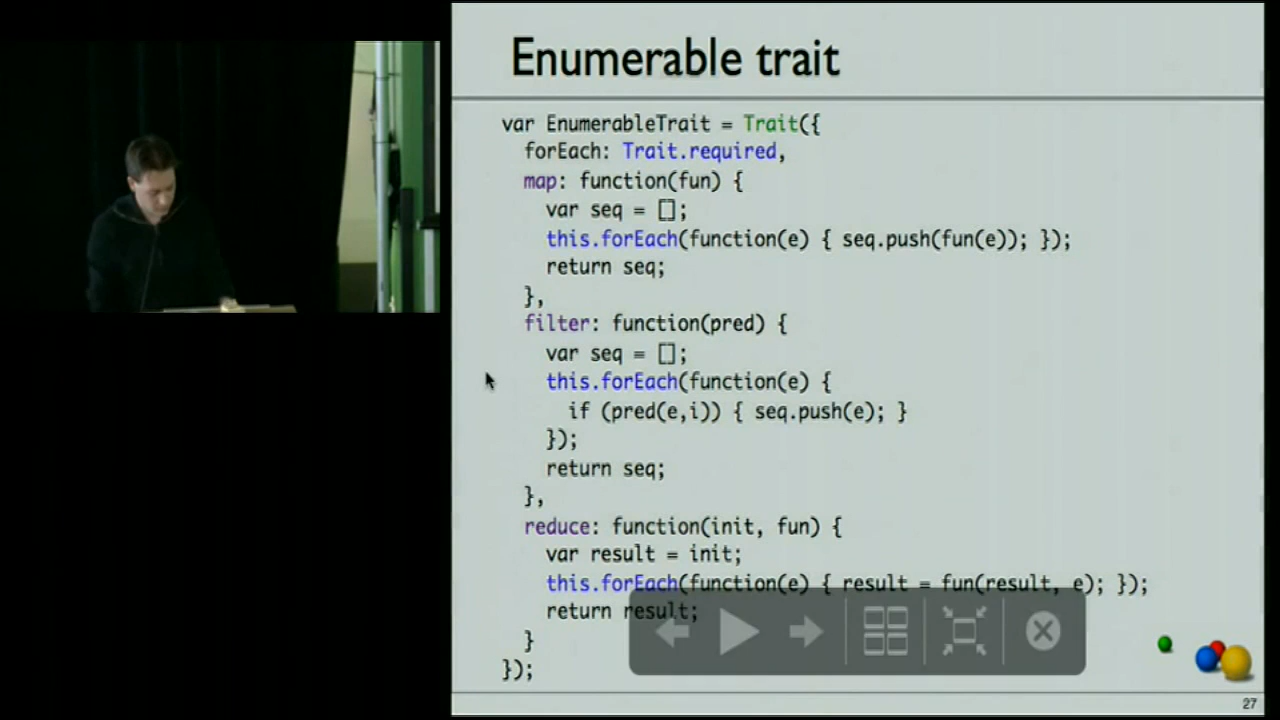 Enumerable trait
var EnumerableTrait = Trait({
forEach: Trait.required,
map: function(fun) {
var seq = [];
this.forEach(function(e) { seq.push(fun(e)); });
return seq;
},
filter: function(pred) {
var seq = [];
this.forEach(function(e) {
if (pred(e,i)) { seq.push(e); }
});
return seq;
},
reduce: function(init, fun) {
var result = init;
this.forEach(function(e) { result = fun(result, e); });
return result;
}
});
27